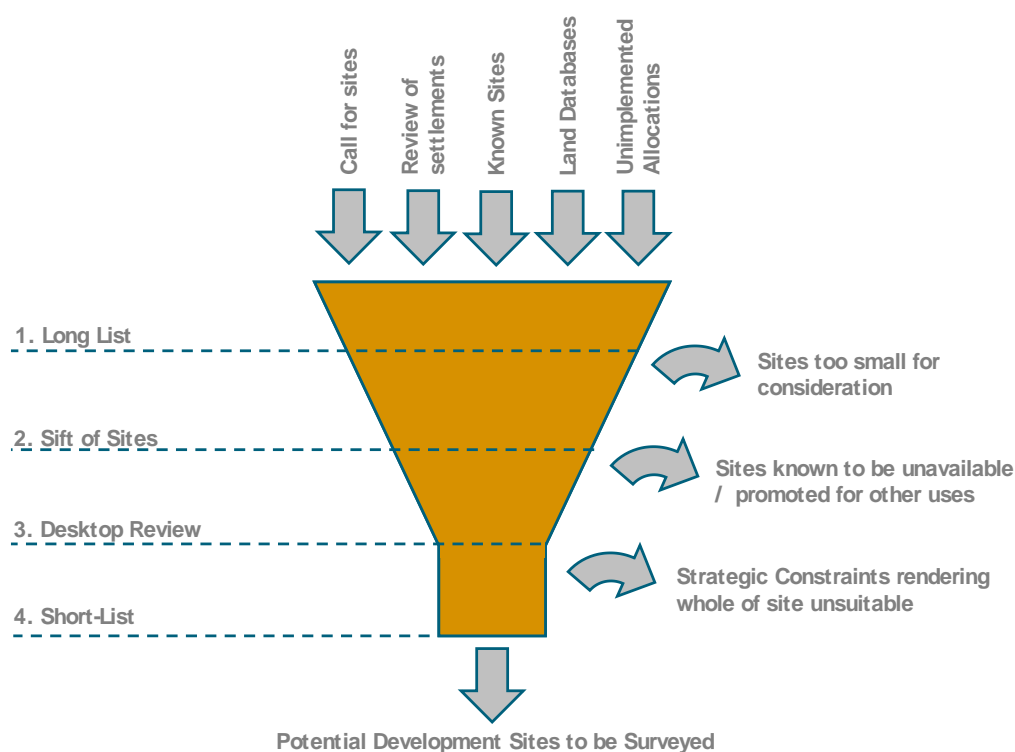 Call for sites
Review of
settlements
Known Sites
Land Databases
Unimplemented
Allocations
1. Long List
Sites too small for
consideration
2. Sift of Sites
Sites known to be unavailable
/ promoted for other uses
3. Desktop Review
Strategic Constraints rendering
whole of site unsuitable
4. Short-List
Potential Development Sites to be Surveyed